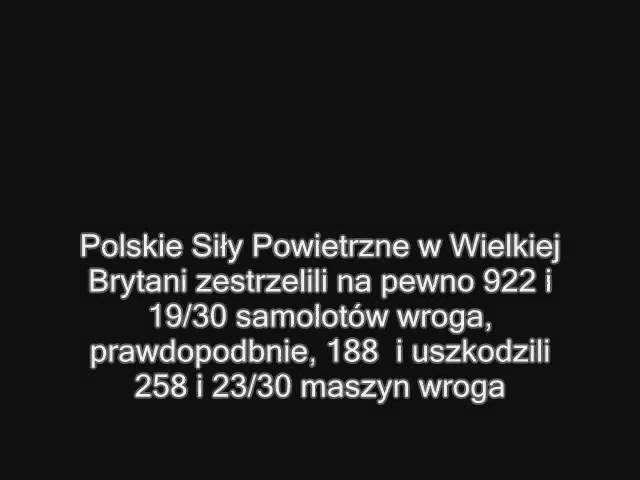 Polskie Siły Powietrzne w Wielkiej
Brytani zestrzelili na pewno 922 i
19/30 samolotów wroga,
prawdopodbnie, 188 i uszkodzili
258 i 23/30 maszyn wroga